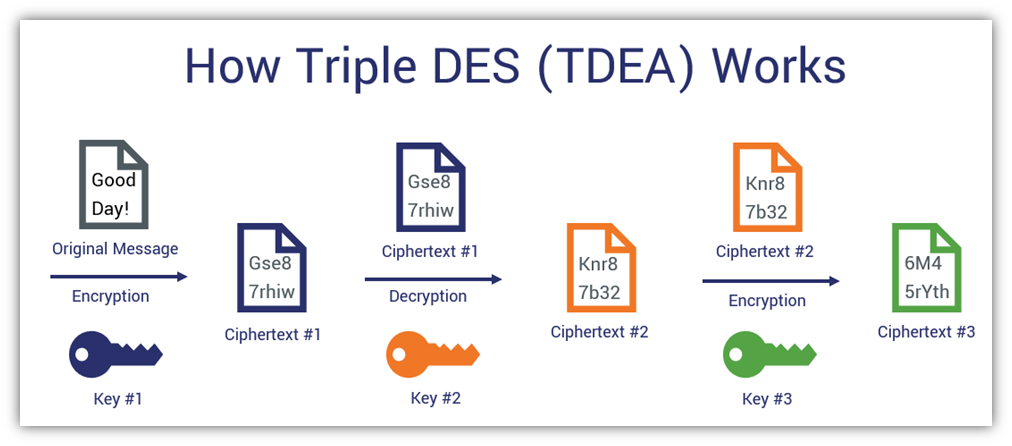 How Triple DES (TDEA) Works
Good
Day!
Original Message
Encryption
Key #1
Gse8
7rhiw
Ciphertext #1
Gse8
7rhiw
Ciphertext #1
Decryption
Key #2
Knr8
7b32
Ciphertext #2
Knr8
7b32
Ciphertext #2
Encryption
Key #3
6M4
5rYth
Ciphertext #3